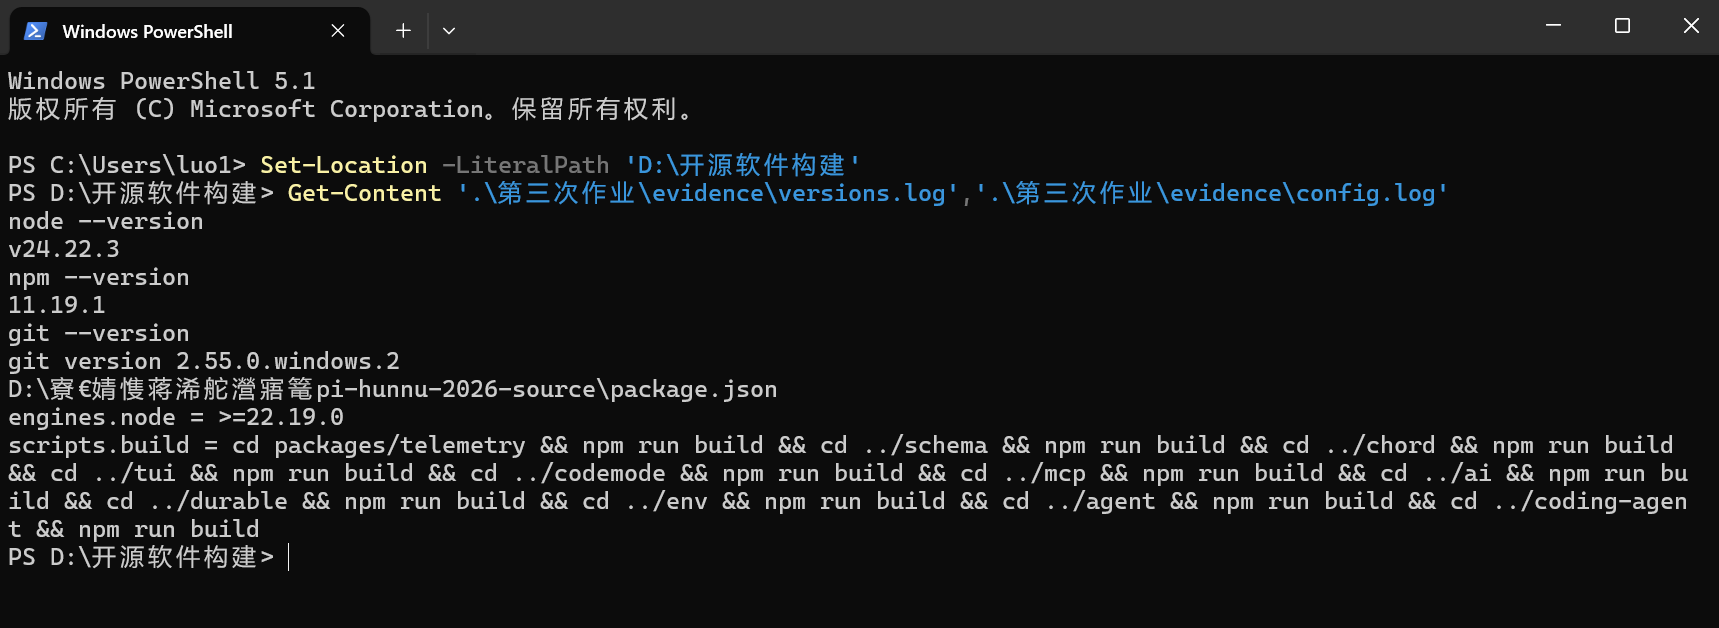 Windows PowerShell
Windows PowerShell 5.1
版权所有 (C) Microsoft Corporation。保留所有权利。
PS C:\Users\luo1> Set-Location -LiteralPath 'D:\开源软件构建'
PS D:\开源软件构建> Get-Content '.\第三次作业\evidence\versions.log','.\第三次作业\evidence\config.log'
node --version
v24.22.3
npm --version
11.19.1
git --version
git version 2.55.0.windows.2
D:\寮€婧愯蒋浠舵瀯寤篭pi-hunnu-2026-source\package.json
engines.node = >=22.19.0
scripts.build = cd packages/telemetry && npm run build && cd ../schema && npm run build && cd ../chord && npm run build
&& cd ../tui && npm run build && cd ../codemode && npm run build && cd ../mcp && npm run build && cd ../ai && npm run bu
ild && cd ../durable && npm run build && cd ../env && npm run build && cd ../agent && npm run build && cd ../coding-agen
t && npm run build
PS D:\开源软件构建>